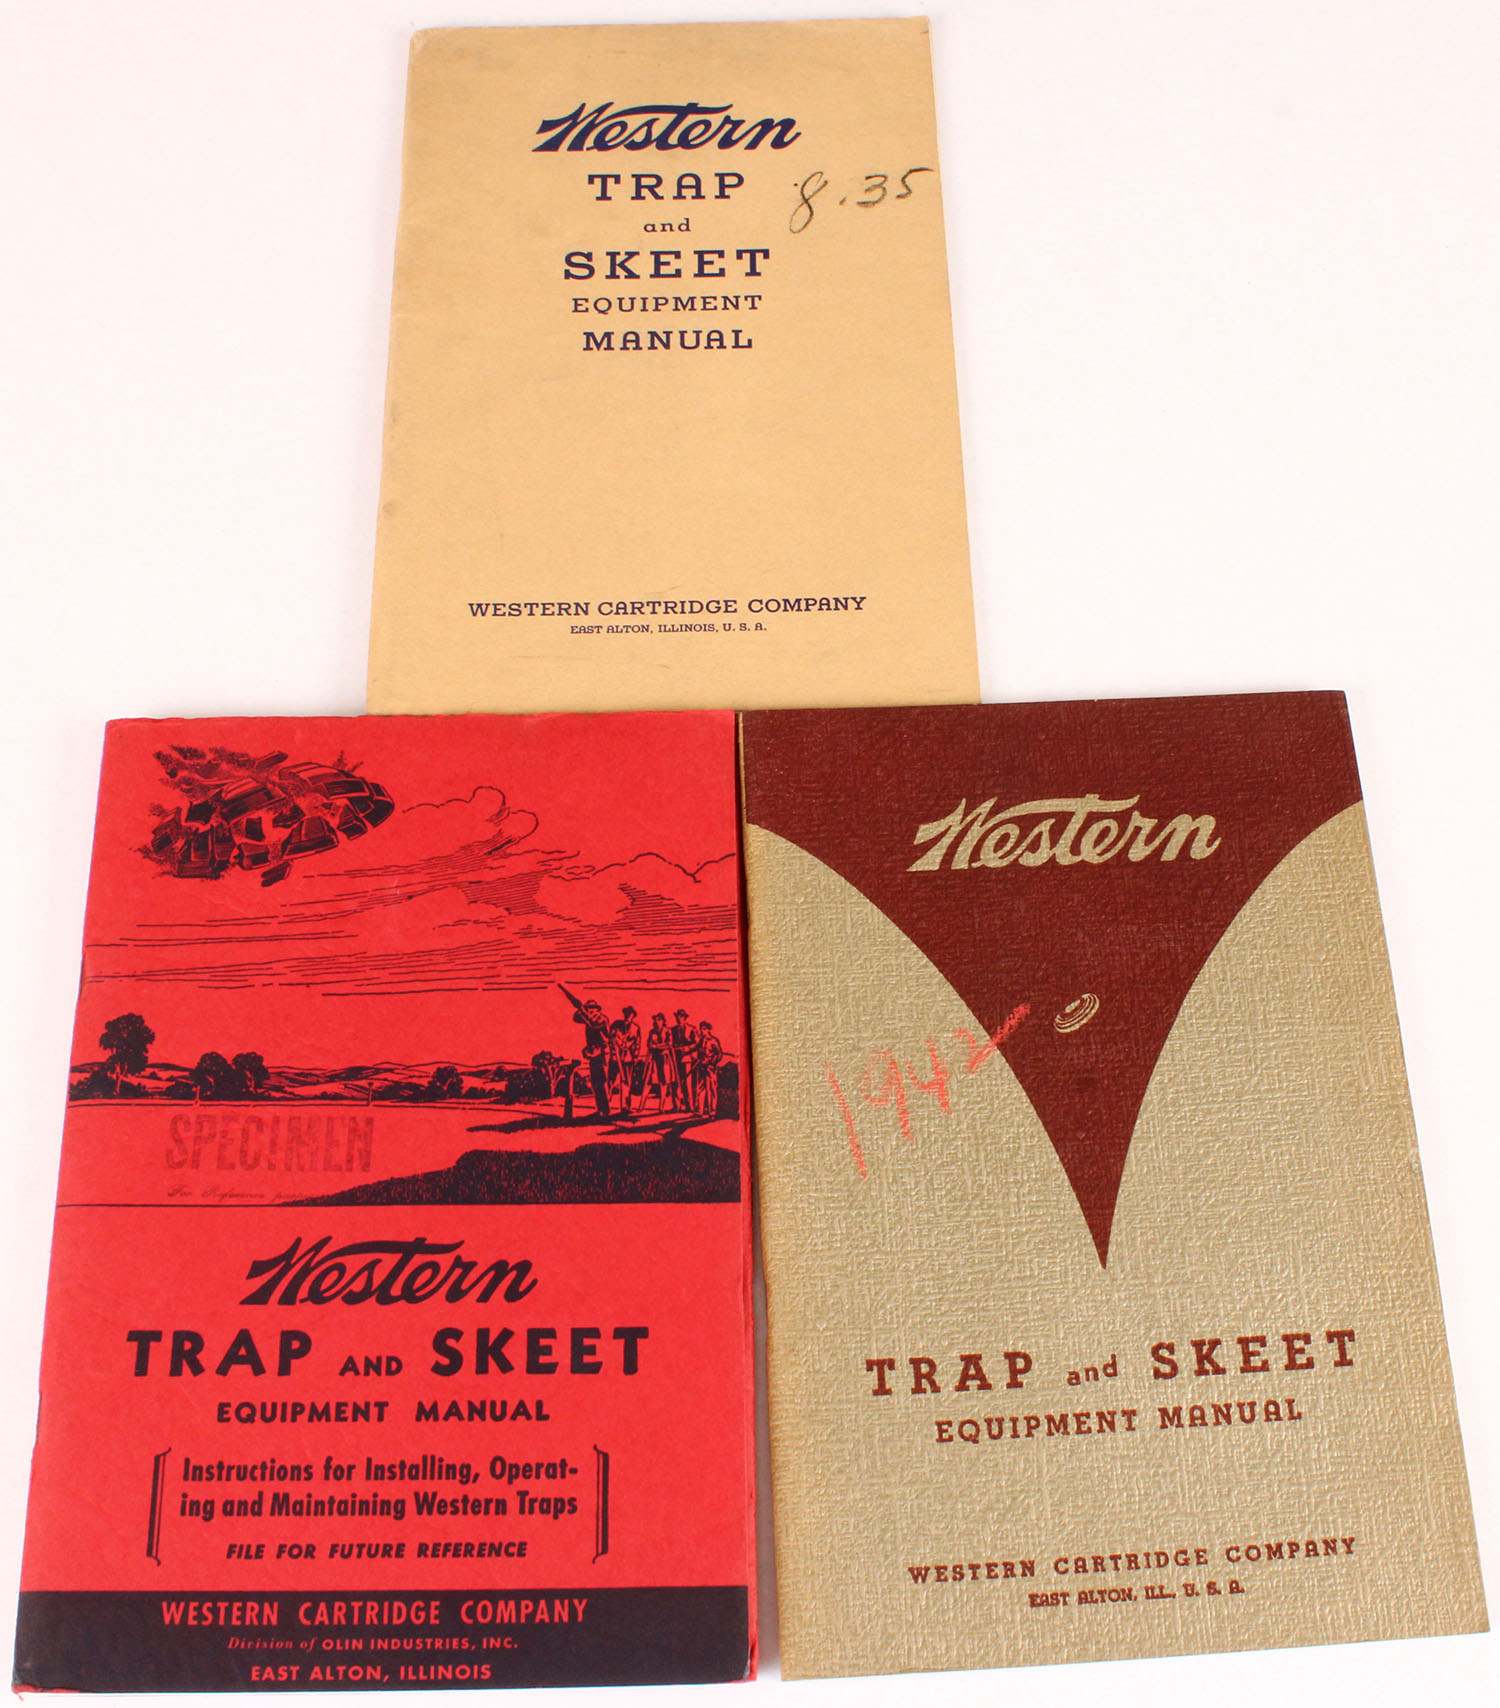 Western
TRAP
8.35
and
SKEET
EQUIPMENT
MANUAL
WESTERN CARTRIDGE COMPANY
EAST ALTON, ILLINOIS, U. S. A.
SPECIMEN
For Reference
Western
TRAP AND SKEET
EQUIPMENT MANUAL
Instructions for Installing, Operat-
ing and Maintaining Western Traps
FILE FOR FUTURE REFERENCE
WESTERN CARTRIDGE COMPANY
Division of OLIN INDUSTRIES, INC.
EAST ALTON, ILLINOIS
Western
1942
TRAP and SKEET
EQUIPMENT MANUAL
WESTERN CARTRIDGE COMPANY
EAST ALTON, ILL., U. S. A.